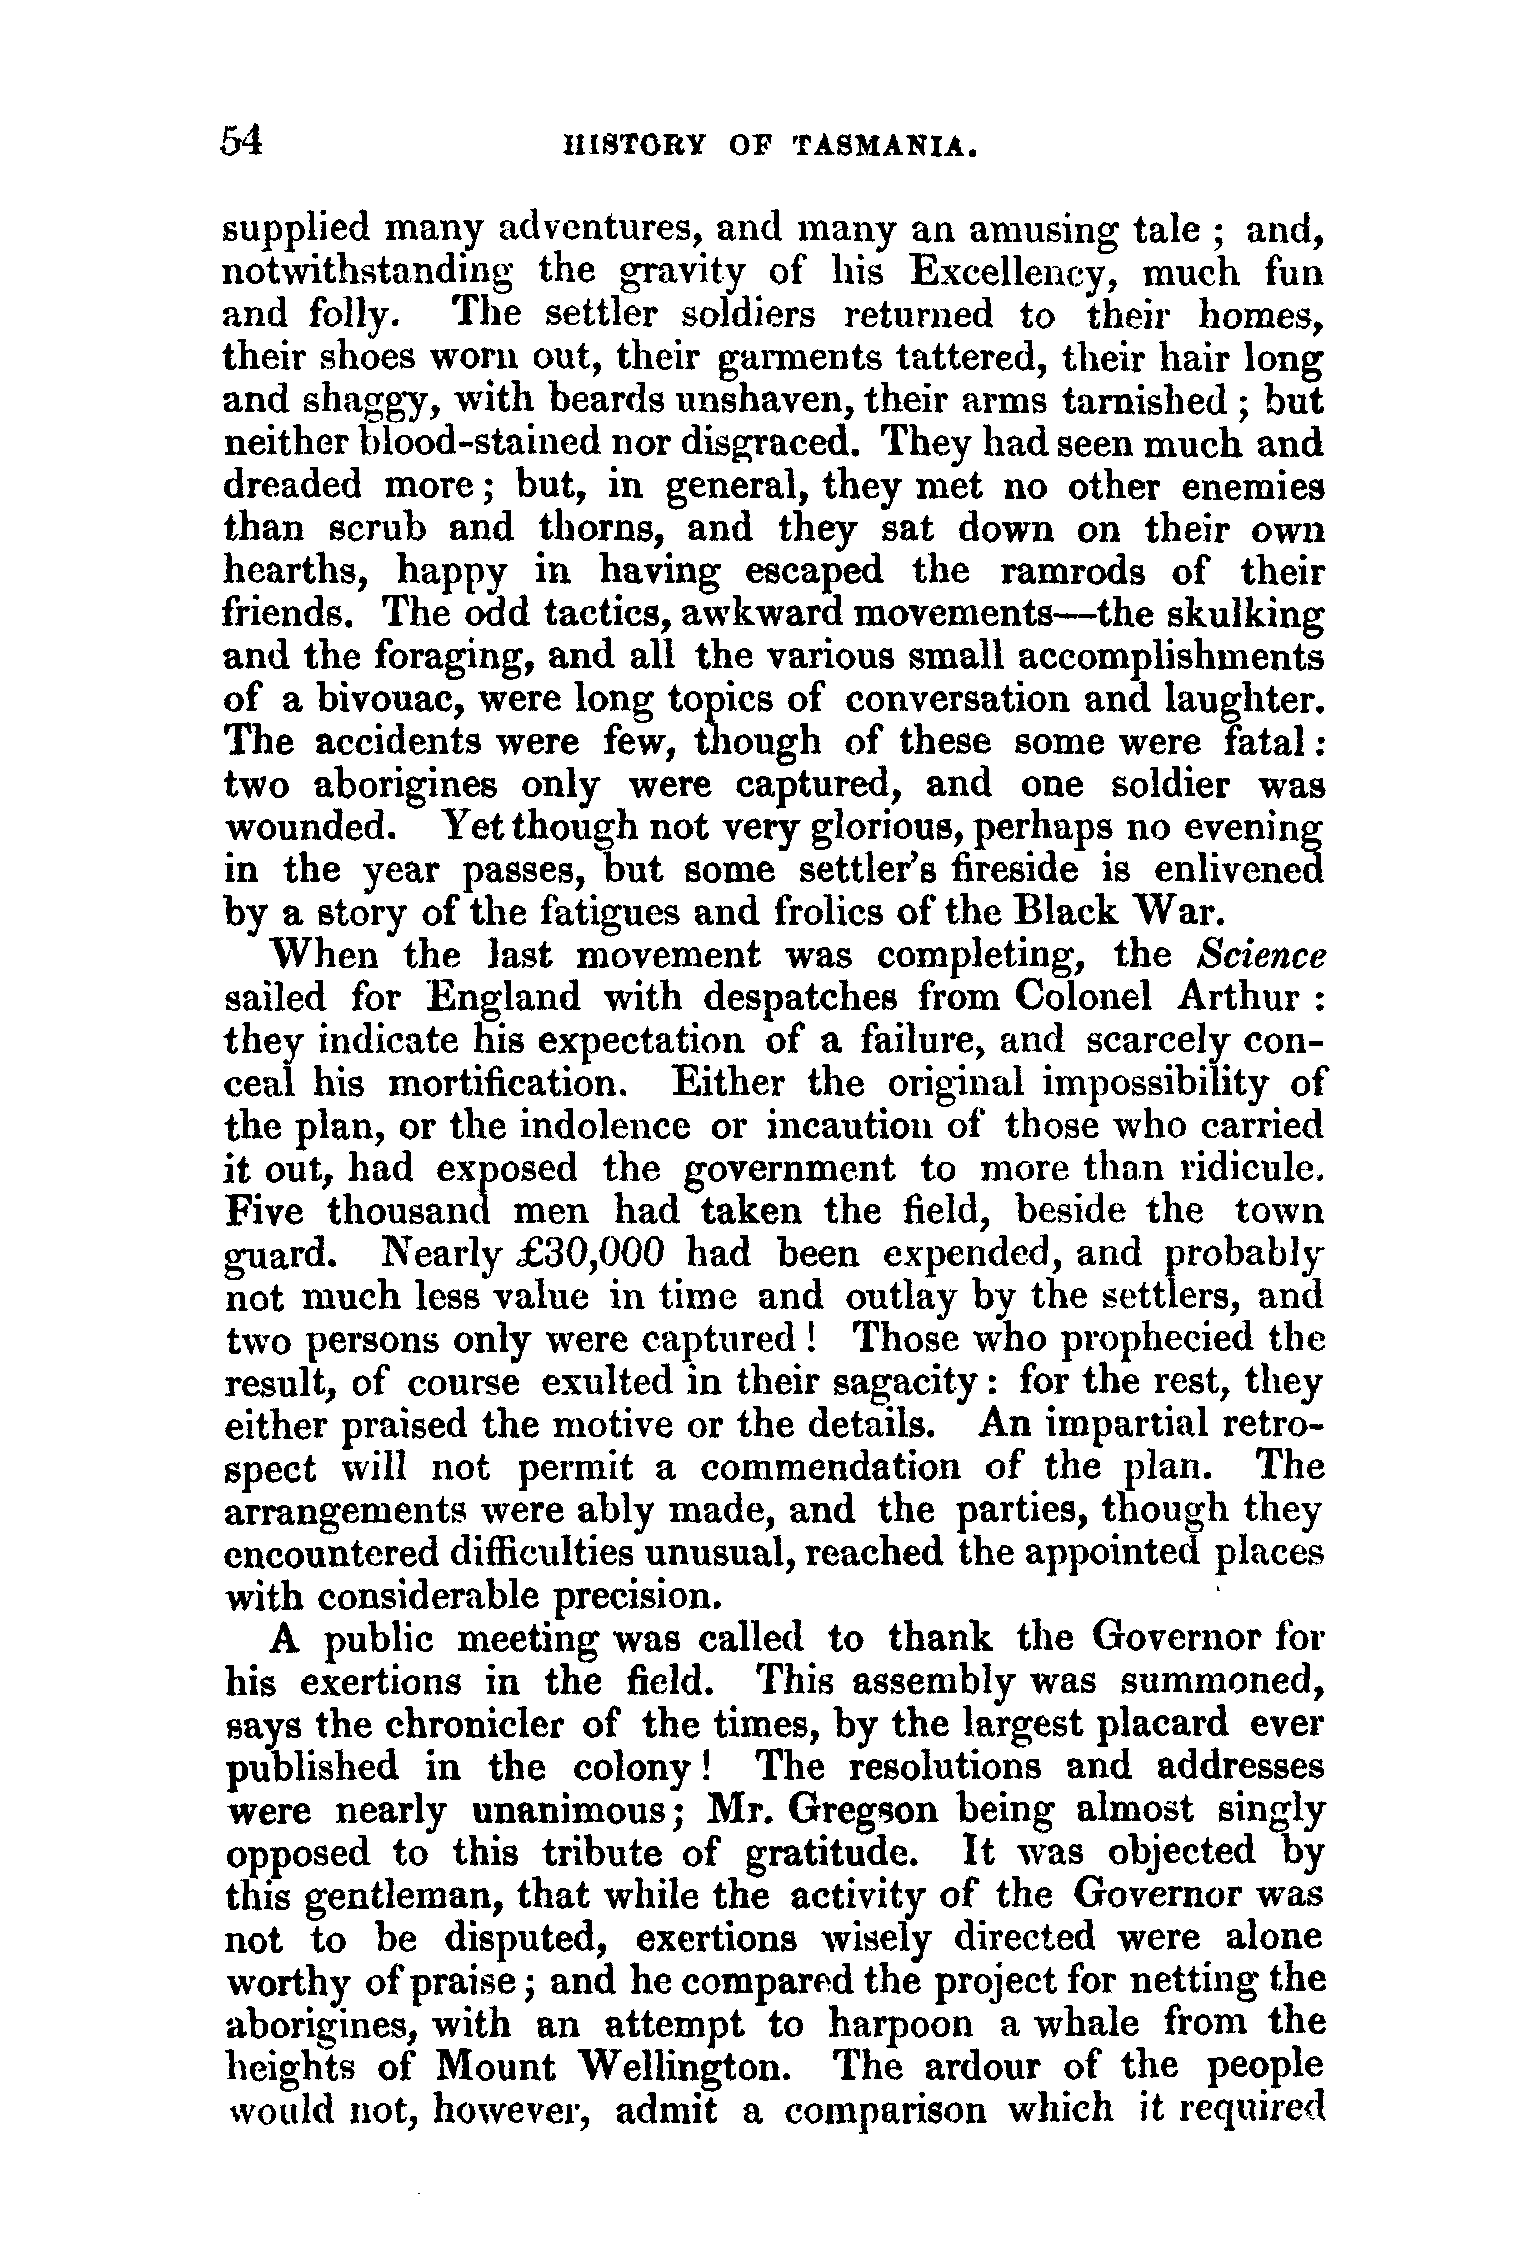 54 HISTORY OF TASMANIA.
supplied many adventures, and many an amusing tale ; and,
notwithstanding the gravity of his Excellency, much fun
and folly. The settler soldiers returned to their homes,
their shoes worn out, their garments tattered, their hair long
and shaggy, with beards unshaven, their arms tarnished ; but
neither blood-stained nor disgraced. They had seen much and
dreaded more ; but, in general, they met no other enemies
than scrub and thorns, and they sat down on their own
hearths, happy in having escaped the ramrods of their
friends. The odd tactics, awkward movements—the skulking
and the foraging, and all the various small accomplishments
of a bivouac, were long topics of conversation and laughter.
The accidents were few, though of these some were fatal :
two aborigines only were captured, and one soldier was
wounded. Yet though not very glorious, perhaps no evening
in the year passes, but some settler's fireside is enlivened
by a story of the fatigues and frolics of the Black War.
When the last movement was completing, the Science
sailed for England with despatches from Colonel Arthur :
they indicate his expectation of a failure, and scarcely con-
ceal his mortification. Either the original impossibility of
the plan, or the indolence or incaution of those who carried
it out, had exposed the government to more than ridicule.
Five thousand men had taken the field, beside the town
guard. Nearly £30,000 had been expended, and probably
not much less value in time and outlay by the settlers, and
two persons only were captured ! Those who prophecied the
result, of course exulted in their sagacity : for the rest, they
either praised the motive or the details. An impartial retro-
spect will not permit a commendation of the plan. The
arrangements were ably made, and the parties, though they
encountered difficulties unusual, reached the appointed places
with considerable precision.
A public meeting was called to thank the Governor for
his exertions in the field. This assembly was summoned,
says the chronicler of the times, by the largest placard ever
published in the colony ! The resolutions and addresses
were nearly unanimous ; Mr. Gregson being almost singly
opposed to this tribute of gratitude. It was objected by
this gentleman, that while the activity of the Governor was
not to be disputed, exertions wisely directed were alone
worthy of praise ; and he compared the project for netting the
aborigines, with an attempt to harpoon a whale from the
heights of Mount Wellington. The ardour of the people
would not, however, admit a comparison which it required